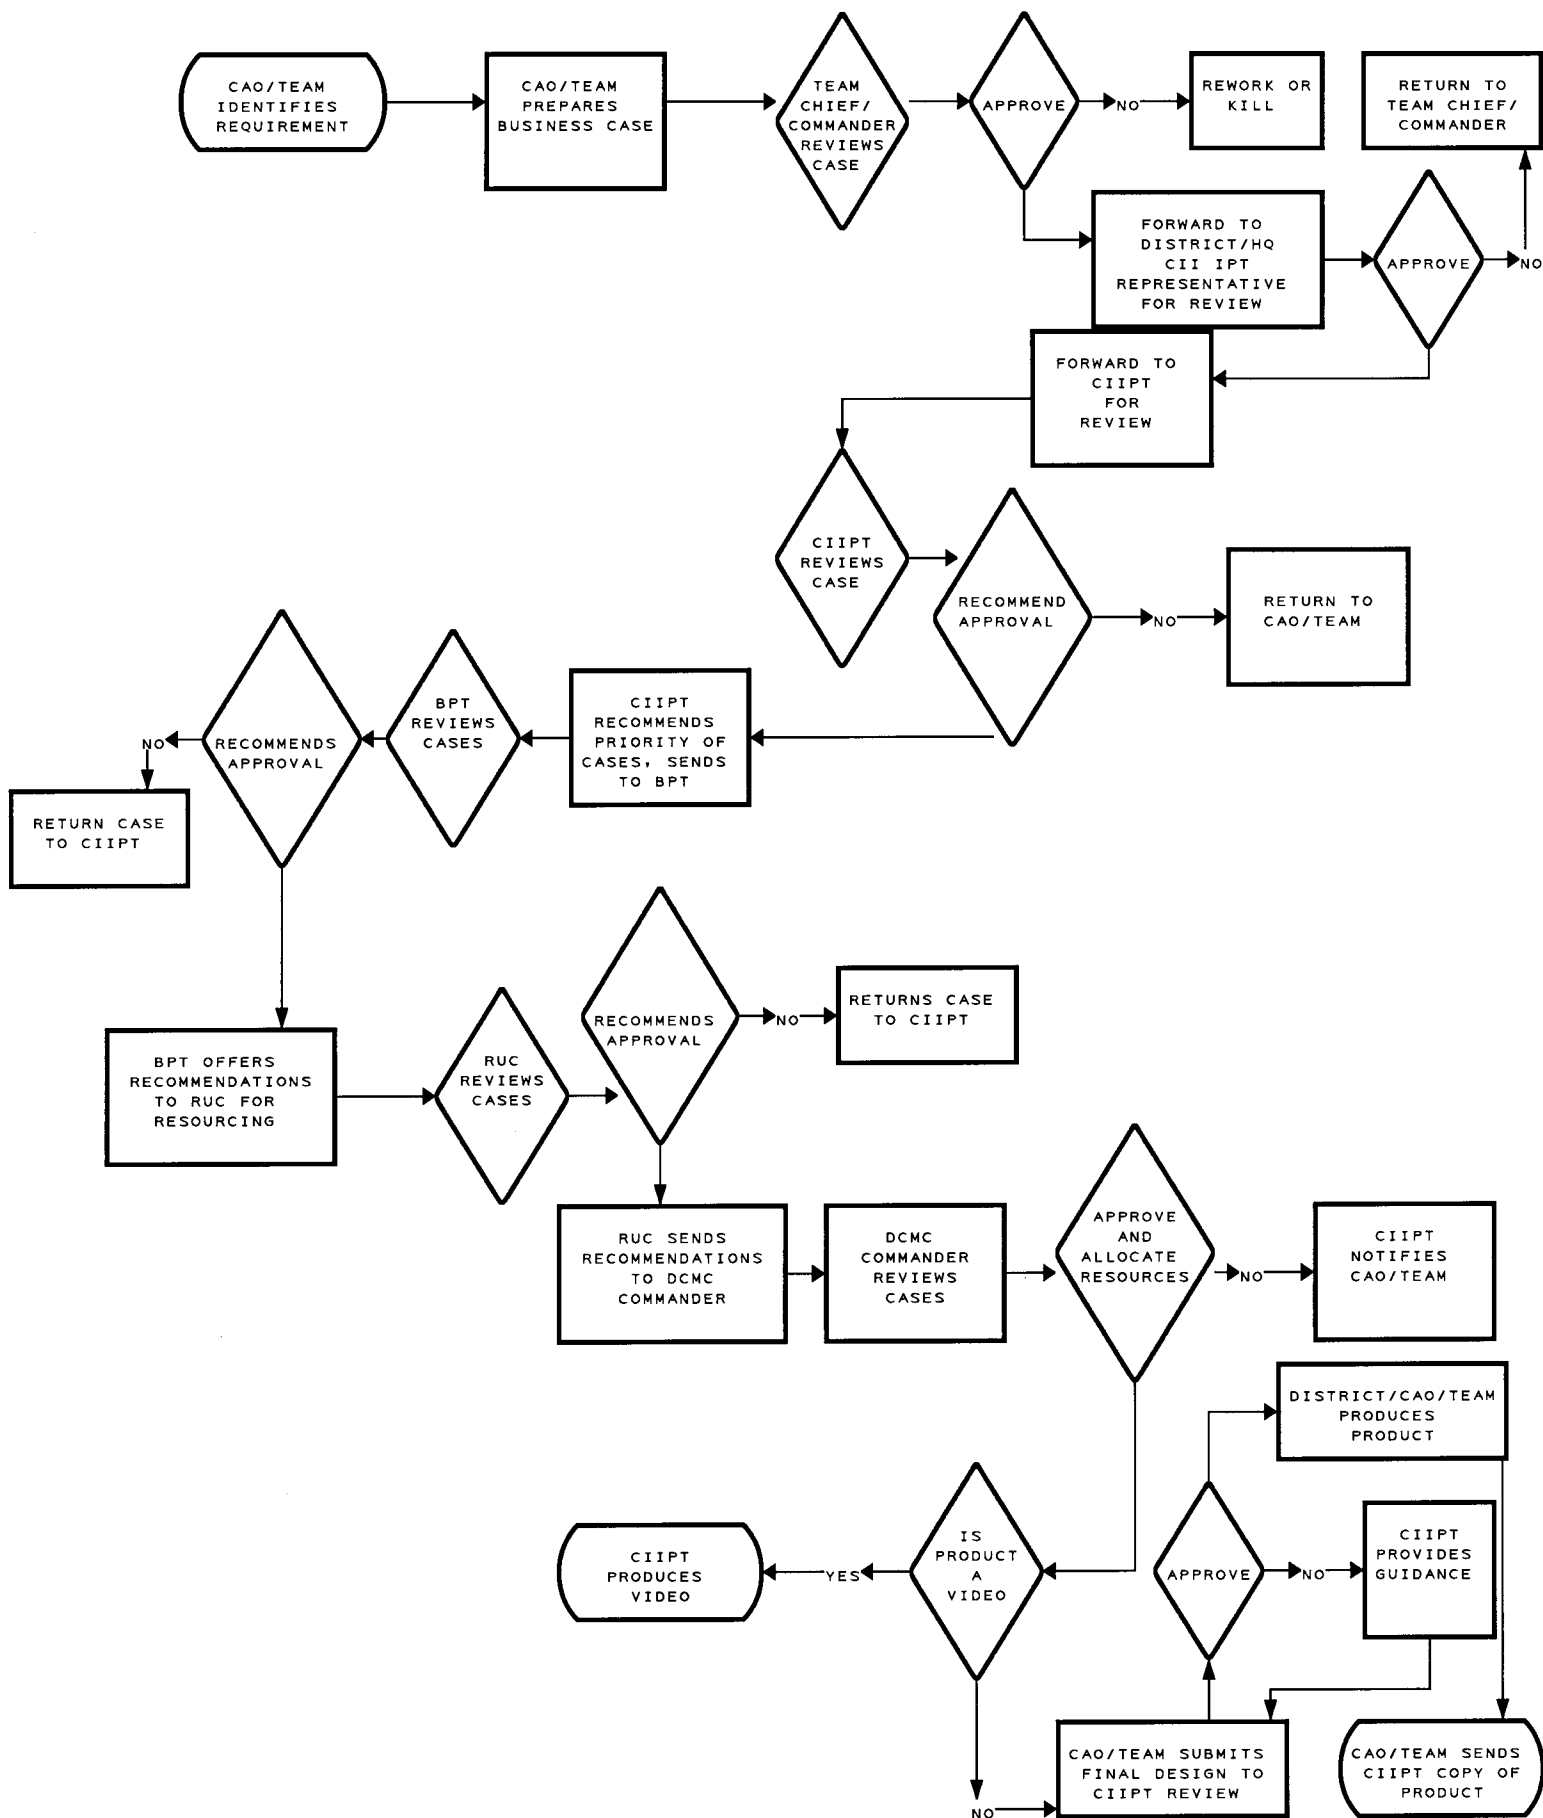 CAO/TEAM
IDENTIFIES
REQUIREMENT
CAO/TEAM
PREPARES
BUSINESS CASE
TEAM
CHIEF/
COMMANDER
REVIEWS
CASE
APPROVE
NO
REWORK OR
KILL
RETURN TO
TEAM CHIEF/
COMMANDER
FORWARD TO
DISTRICT/HQ
CII IPT
REPRESENTATIVE
FOR REVIEW
APPROVE
NO
FORWARD TO
CIIPT
FOR
REVIEW
CIIPT
REVIEWS
CASE
RECOMMEND
APPROVAL
NO
RETURN TO
CAO/TEAM
CIIPT
RECOMMENDS
PRIORITY OF
CASES, SENDS
TO BPT
BPT
REVIEWS
CASES
RECOMMENDS
APPROVAL
NO
RETURN CASE
TO CIIPT
BPT OFFERS
RECOMMENDATIONS
TO RUC FOR
RESOURCING
RUC
REVIEWS
CASES
RECOMMENDS
APPROVAL
NO
RETURNS CASE
TO CIIPT
RUC SENDS
RECOMMENDATIONS
TO DCMC
COMMANDER
DCMC
COMMANDER
REVIEWS
CASES
APPROVE
AND
ALLOCATE
RESOURCES
NO
CIIPT
NOTIFIES
CAO/TEAM
IS
PRODUCT
A
VIDEO
YES
CIIPT
PRODUCES
VIDEO
NO
CAO/TEAM SUBMITS
FINAL DESIGN TO
CIIPT REVIEW
APPROVE
NO
CIIPT
PROVIDES
GUIDANCE
DISTRICT/CAO/TEAM
PRODUCES
PRODUCT
CAO/TEAM SENDS
CIIPT COPY OF
PRODUCT